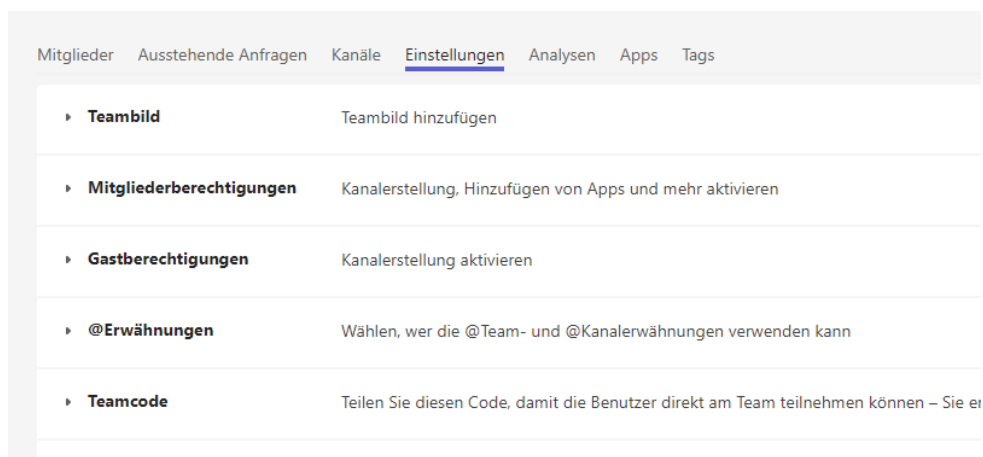 Mitglieder Ausstehende Anfragen Kanäle Einstellungen Analysen Apps Tags
Teambild Teambild hinzufügen
Mitgliederberechtigungen Kanalerstellung, Hinzufügen von Apps und mehr aktivieren
Gastberechtigungen Kanalerstellung aktivieren
@Erwähnungen Wählen, wer die @Team- und @Kanalerwähnungen verwenden kann
Teamcode Teilen Sie diesen Code, damit die Benutzer direkt am Team teilnehmen können – Sie